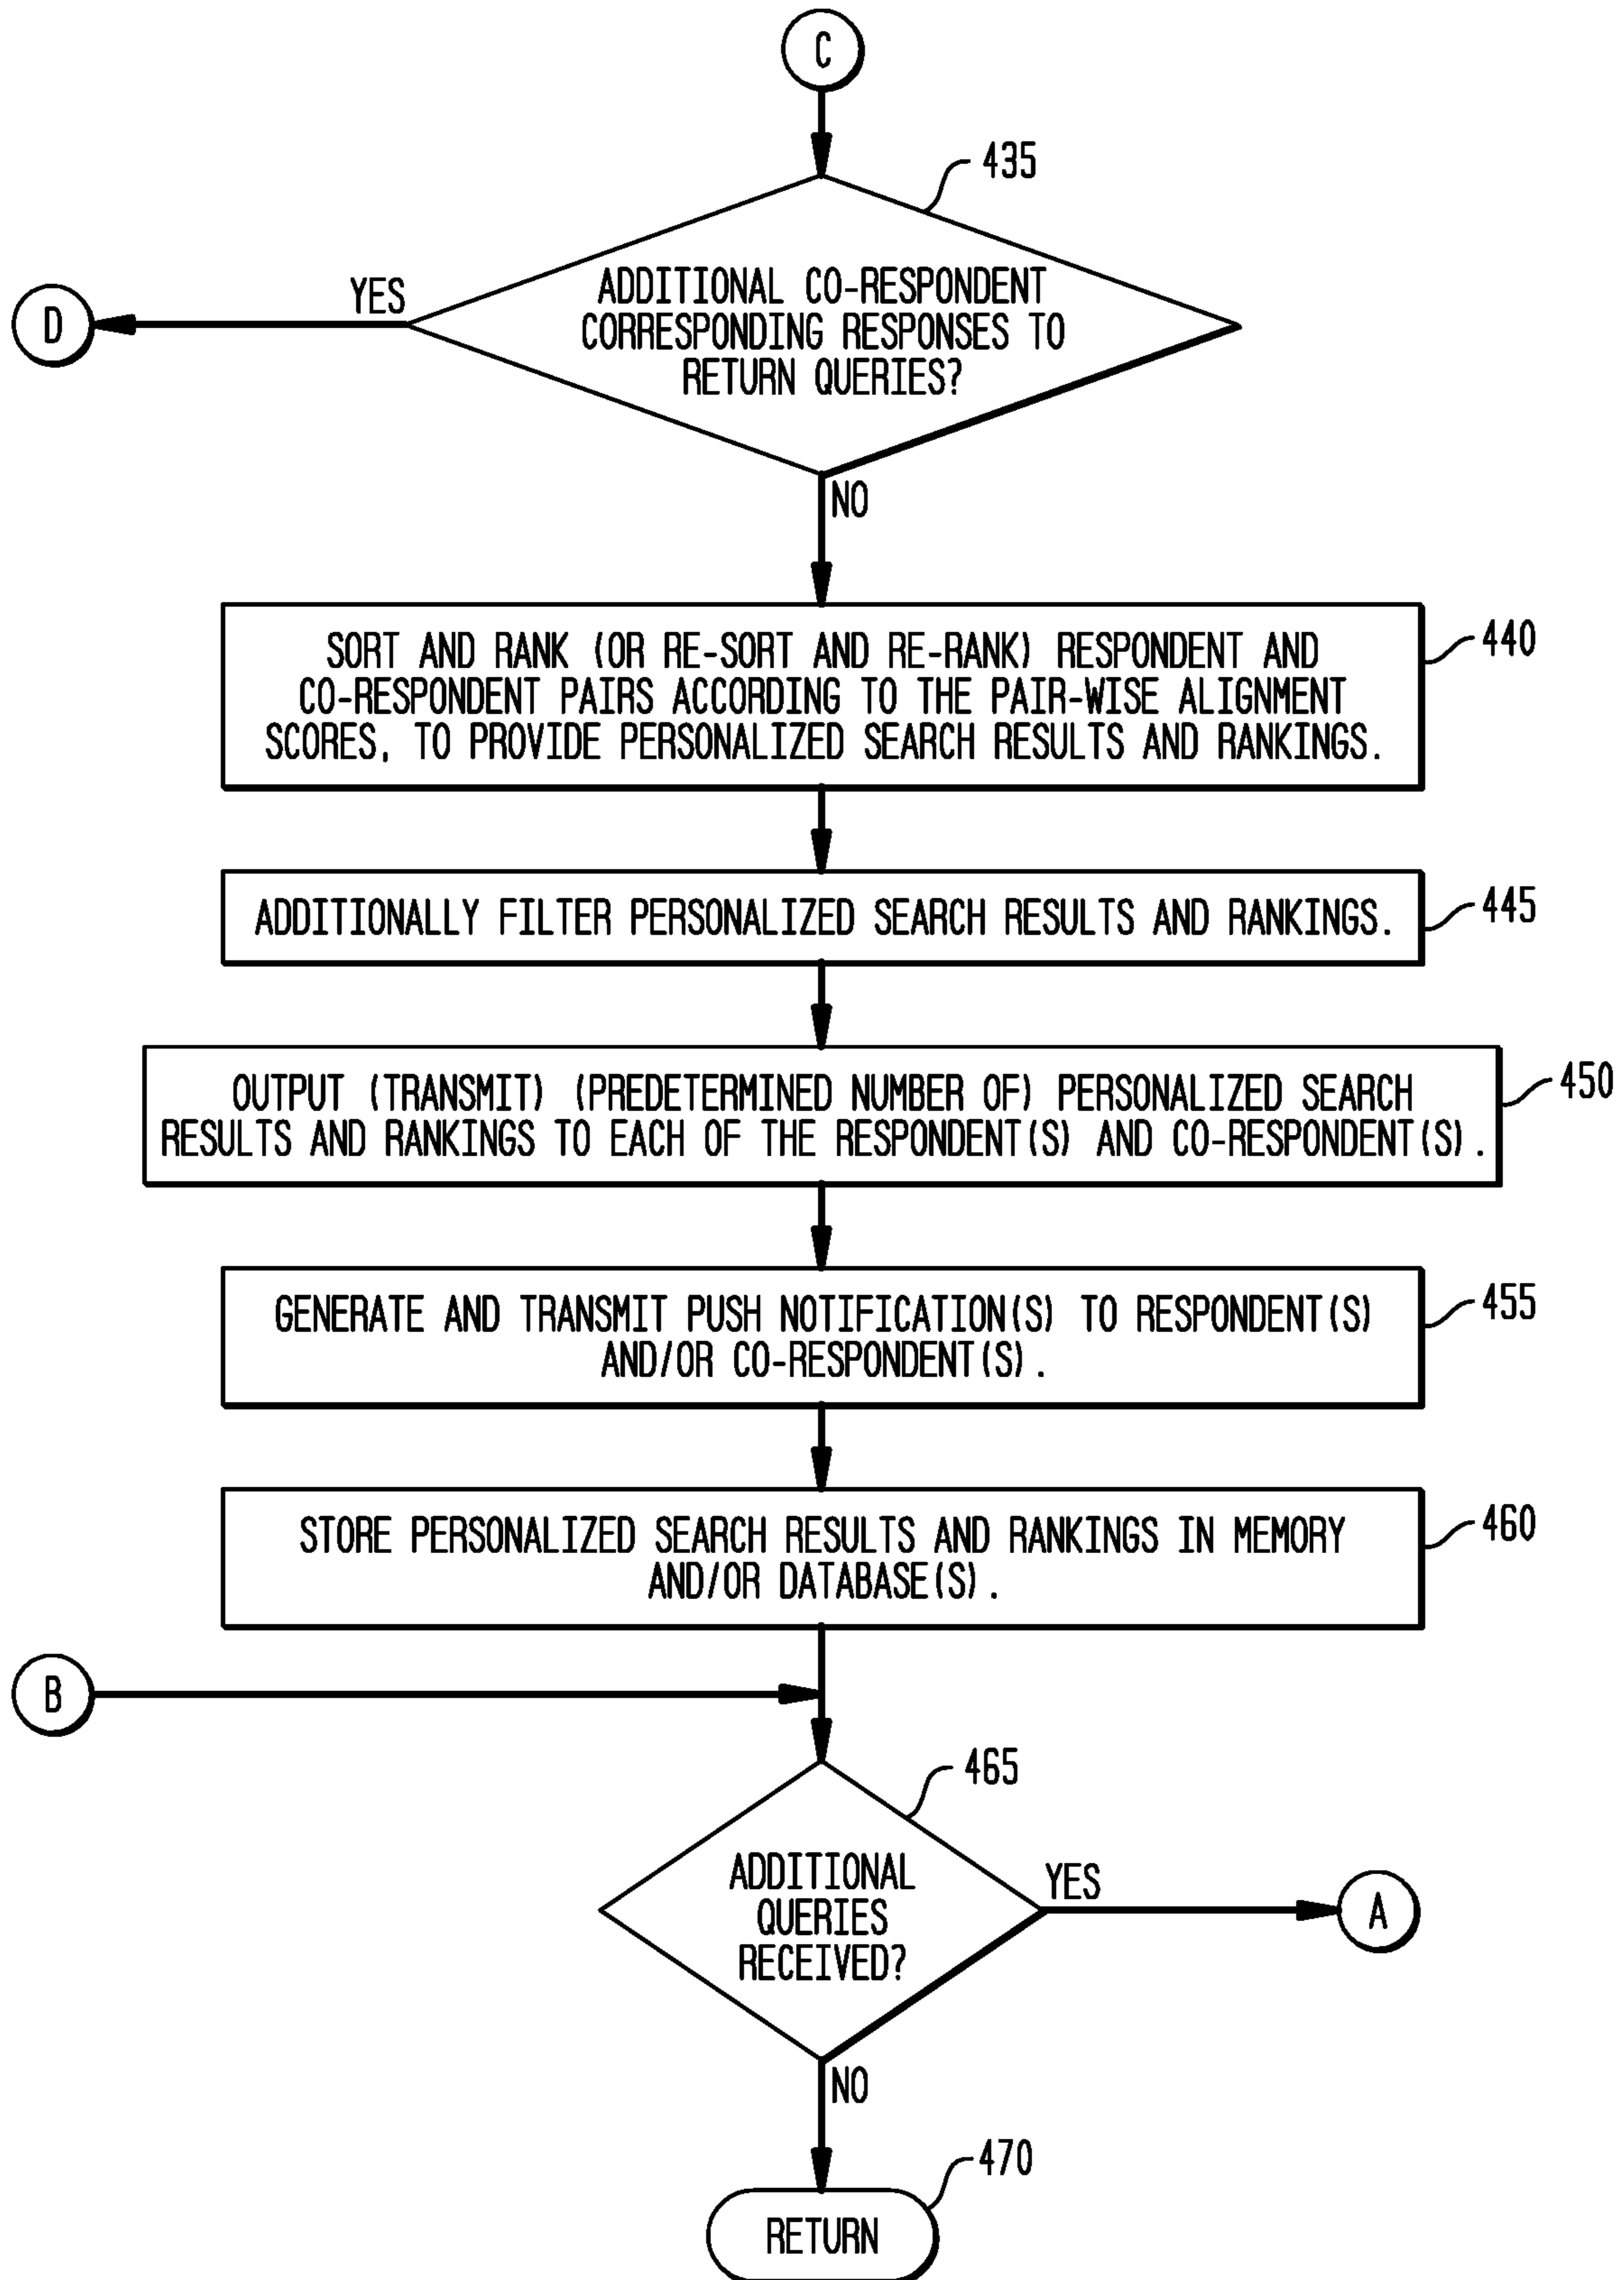 C
435
ADDITIONAL CO-RESPONDENT
CORRESPONDING RESPONSES TO
RETURN QUERIES?
YES
D
NO
440
SORT AND RANK (OR RE-SORT AND RE-RANK) RESPONDENT AND
CO-RESPONDENT PAIRS ACCORDING TO THE PAIR-WISE ALIGNMENT
SCORES, TO PROVIDE PERSONALIZED SEARCH RESULTS AND RANKINGS.
445
ADDITIONALLY FILTER PERSONALIZED SEARCH RESULTS AND RANKINGS.
450
OUTPUT (TRANSMIT) (PREDETERMINED NUMBER OF) PERSONALIZED SEARCH
RESULTS AND RANKINGS TO EACH OF THE RESPONDENT(S) AND CO-RESPONDENT(S).
455
GENERATE AND TRANSMIT PUSH NOTIFICATION(S) TO RESPONDENT(S)
AND/OR CO-RESPONDENT(S).
460
STORE PERSONALIZED SEARCH RESULTS AND RANKINGS IN MEMORY
AND/OR DATABASE(S).
B
465
ADDITIONAL
QUERIES
RECEIVED?
YES
A
NO
470
RETURN